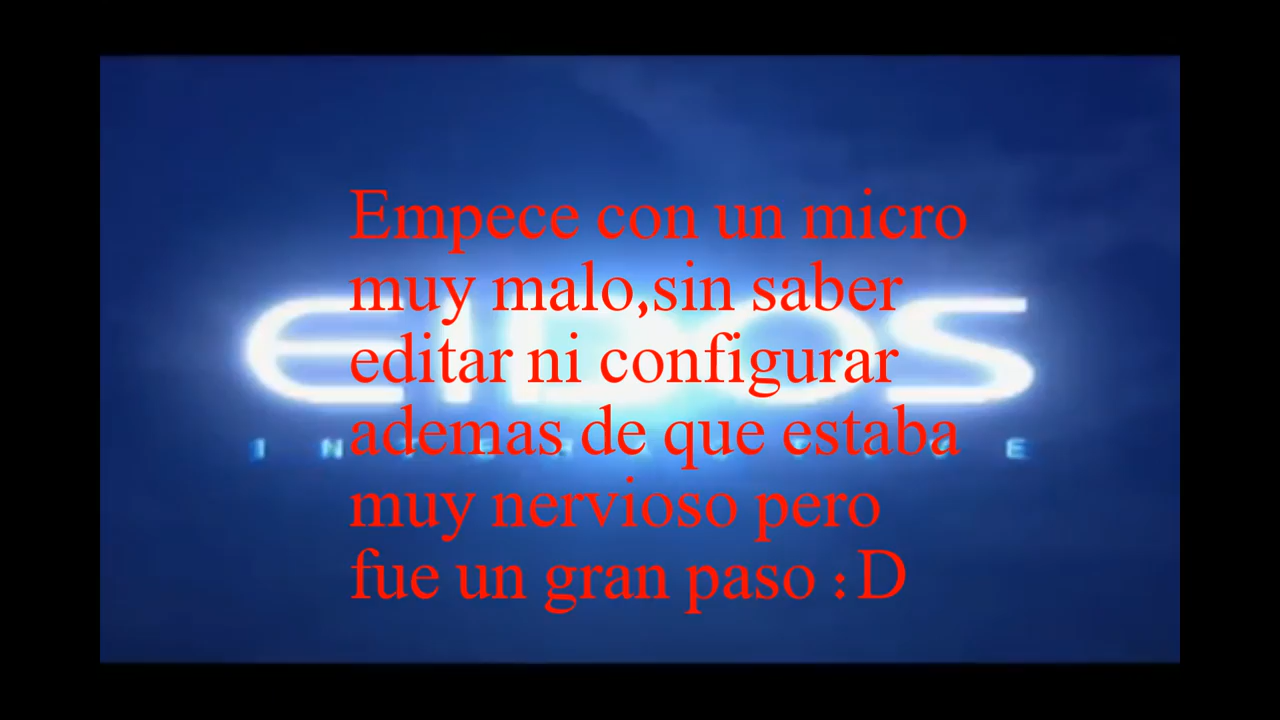 Empece con un micro
muy malo,sin saber
editar ni configurar
ademas de que estaba
muy nervioso pero
fue un gran paso :D
EIDOS
INTERACTIVE